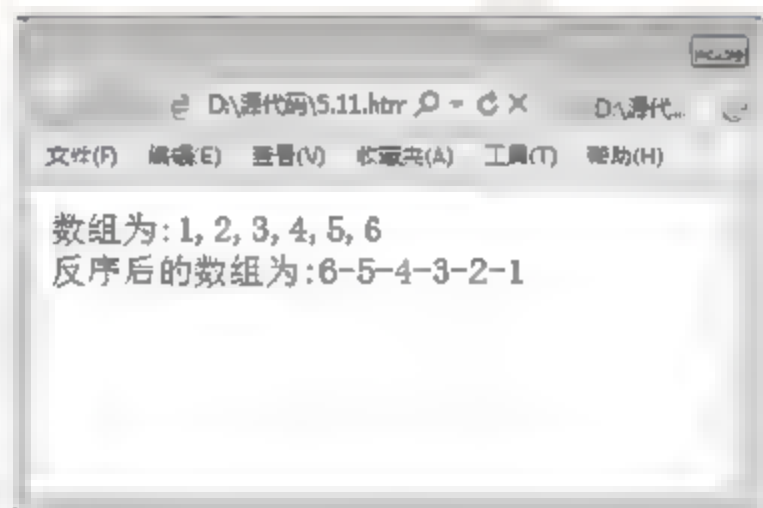 D:\源代码\5.11.htm
D:\源代...
文件(F) 编辑(E) 查看(V) 收藏夹(A) 工具(T) 帮助(H)
数组为:1,2,3,4,5,6
反序后的数组为:6-5-4-3-2-1